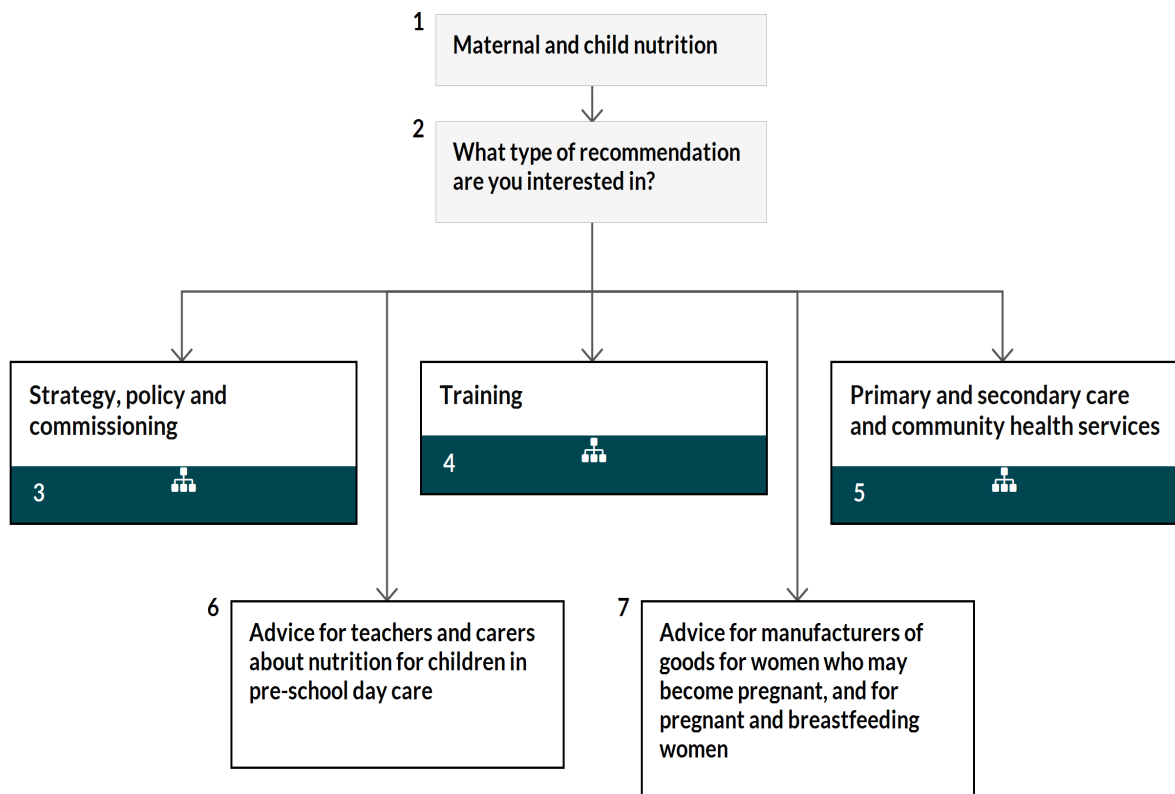 1
Maternal and child nutrition
2
What type of recommendation
are you interested in?
Strategy, policy and
commissioning
3
Training
4
Primary and secondary care
and community health services
5
6
Advice for teachers and carers
about nutrition for children in
pre-school day care
7
Advice for manufacturers of
goods for women who may
become pregnant, and for
pregnant and breastfeeding
women